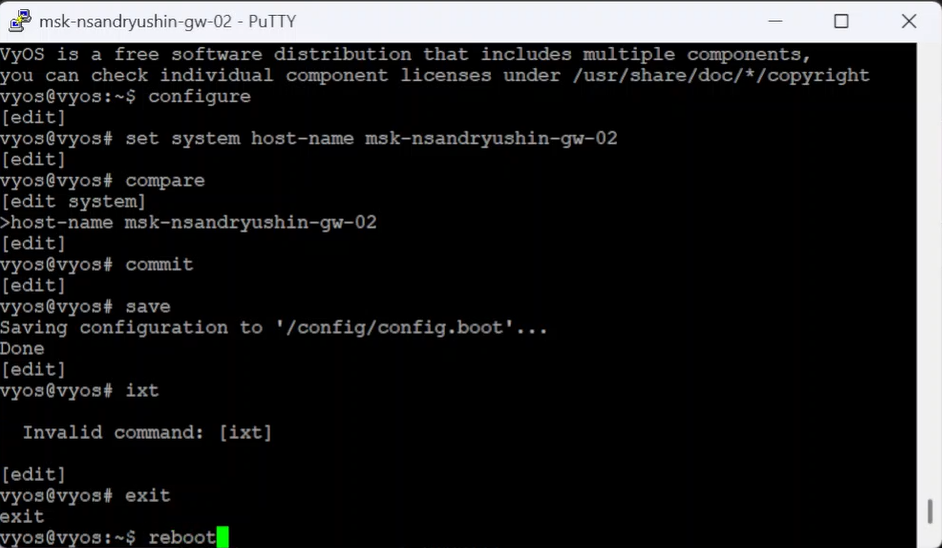 msk-nsandryushin-gw-02 - PuTTY
VyOS is a free software distribution that includes multiple components,
you can check individual component licenses under /usr/share/doc/*/copyright
vyos@vyos:~$ configure
[edit]
vyos@vyos# set system host-name msk-nsandryushin-gw-02
[edit]
vyos@vyos# compare
[edit system]
>host-name msk-nsandryushin-gw-02
[edit]
vyos@vyos# commit
[edit]
vyos@vyos# save
Saving configuration to '/config/config.boot'...
Done
[edit]
vyos@vyos# ixt
Invalid command: [ixt]
[edit]
vyos@vyos# exit
exit
vyos@vyos:~$ reboot